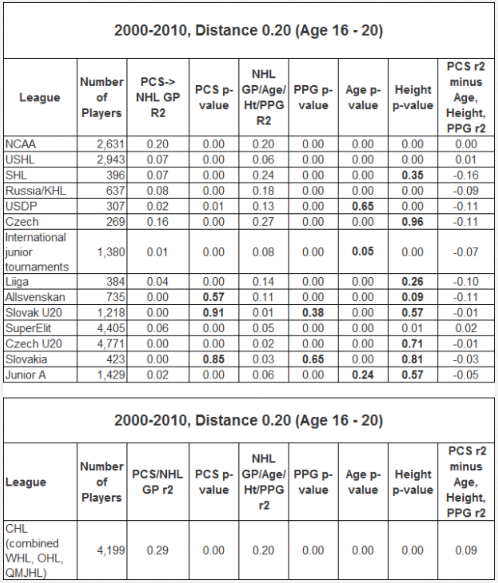 2000-2010, Distance 0.20 (Age 16 - 20)
League | Number of Players | PCS-> NHL GP R2 | PCS p-value | NHL GP/Age/Ht/PPG R2 | PPG p-value | Age p-value | Height p-value | PCS r2 minus Age, Height, PPG r2
NCAA 2,631 0.20 0.00 0.20 0.00 0.00 0.00 0.00
USHL 2,943 0.07 0.00 0.06 0.00 0.00 0.00 0.01
SHL 396 0.07 0.00 0.24 0.00 0.00 0.35 -0.16
Russia/KHL 637 0.08 0.00 0.18 0.00 0.00 0.00 -0.09
USDP 307 0.02 0.01 0.13 0.00 0.65 0.00 -0.11
Czech 269 0.16 0.00 0.27 0.00 0.00 0.96 -0.11
International junior tournaments 1,380 0.01 0.00 0.08 0.00 0.05 0.00 -0.07
Liiga 384 0.04 0.00 0.14 0.00 0.00 0.26 -0.10
Allsvenskan 735 0.00 0.57 0.11 0.00 0.00 0.09 -0.11
Slovak U20 1,218 0.00 0.91 0.01 0.38 0.00 0.57 -0.01
SuperElit 4,405 0.06 0.00 0.05 0.00 0.00 0.01 0.02
Czech U20 4,771 0.00 0.00 0.02 0.00 0.00 0.71 -0.01
Slovakia 423 0.00 0.85 0.03 0.65 0.00 0.81 -0.03
Junior A 1,429 0.02 0.00 0.06 0.00 0.24 0.57 -0.05
2000-2010, Distance 0.20 (Age 16 - 20)
League | Number of Players | PCS/NHL GP r2 | PCS p-value | NHL GP/Age/Ht/PPG r2 | PPG p-value | Age p-value | Height p-value | PCS r2 minus Age, Height, PPG r2
CHL (combined WHL, OHL, QMJHL) 4,199 0.29 0.00 0.20 0.00 0.00 0.00 0.09